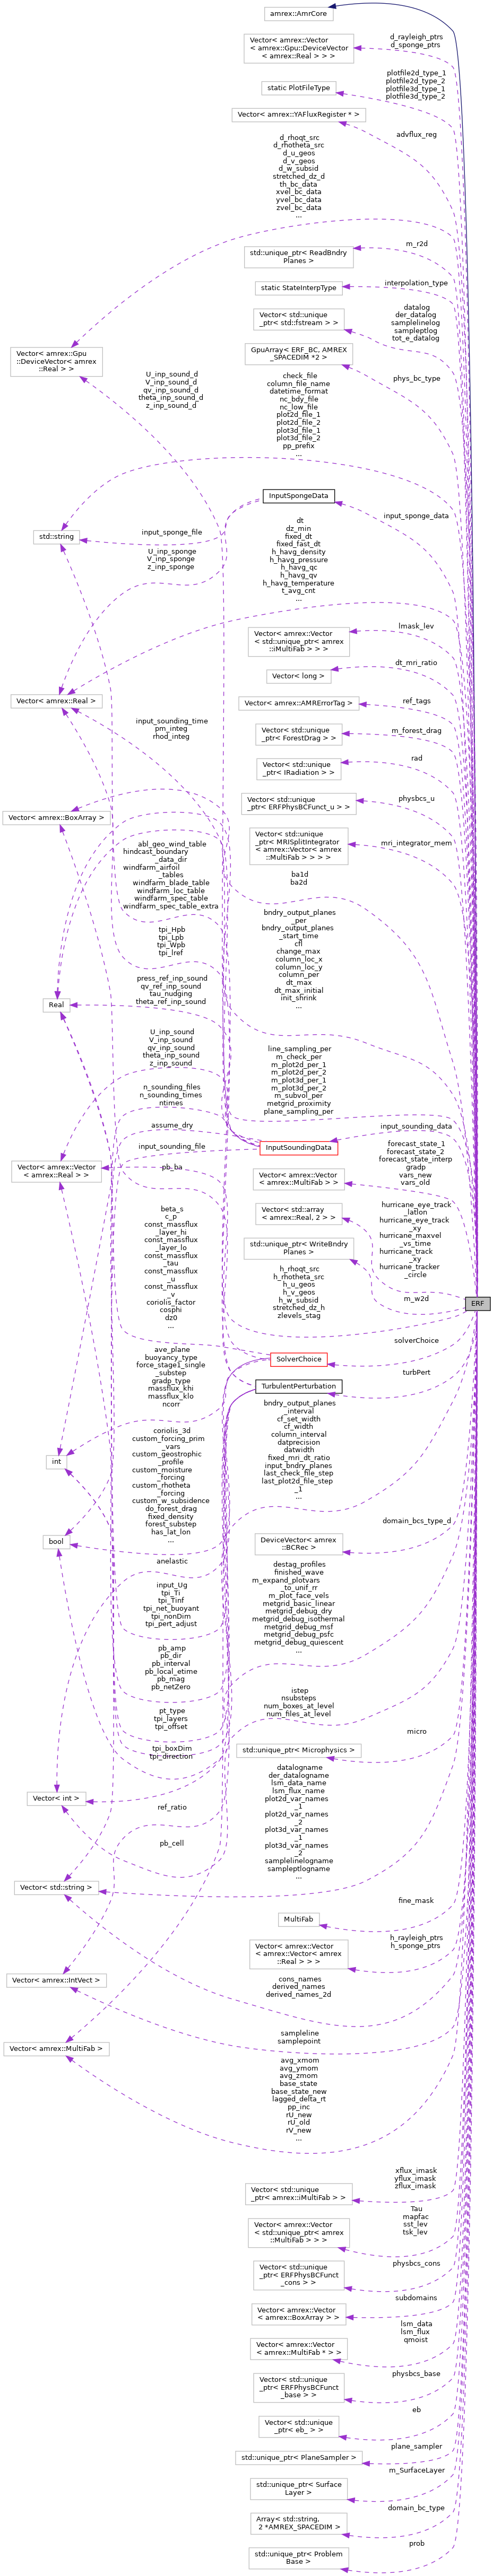 amrex::AmrCore
Vector< amrex::Vector
< amrex::Gpu::DeviceVector
< amrex::Real > > >
d_rayleigh_ptrs
d_sponge_ptrs
static PlotFileType
plotfile2d_type_1
plotfile2d_type_2
plotfile3d_type_1
plotfile3d_type_2
Vector< amrex::YAFluxRegister * >
advflux_reg
d_rhoqt_src
d_rhotheta_src
d_u_geos
d_v_geos
d_w_subsid
stretched_dz_d
th_bc_data
xvel_bc_data
yvel_bc_data
zvel_bc_data
...
std::unique_ptr< ReadBndry
Planes >
m_r2d
static StateInterpType
interpolation_type
Vector< std::unique
_ptr< std::fstream > >
datalog
der_datalog
samplelinelog
sampleptlog
tot_e_datalog
Vector< amrex::Gpu
::DeviceVector< amrex
::Real > >
GpuArray< ERF_BC, AMREX
_SPACEDIM *2 >
phys_bc_type
U_inp_sound_d
V_inp_sound_d
qv_inp_sound_d
theta_inp_sound_d
z_inp_sound_d
check_file
column_file_name
datetime_format
nc_bdy_file
nc_low_file
plot2d_file_1
plot2d_file_2
plot3d_file_1
plot3d_file_2
pp_prefix
...
InputSpongeData
input_sponge_data
std::string
input_sponge_file
U_inp_sponge
V_inp_sponge
z_inp_sponge
dt
dz_min
fixed_dt
fixed_fast_dt
h_havg_density
h_havg_pressure
h_havg_qc
h_havg_qv
h_havg_temperature
t_avg_cnt
...
Vector< amrex::Vector
< std::unique_ptr< amrex
::iMultiFab > > >
lmask_lev
Vector< long >
dt_mri_ratio
Vector< amrex::Real >
Vector< amrex::AMRErrorTag >
ref_tags
input_sounding_time
pm_integ
rhod_integ
Vector< std::unique
_ptr< ForestDrag > >
m_forest_drag
Vector< std::unique
_ptr< IRadiation > >
rad
Vector< std::unique
_ptr< ERFPhysBCFunct_u > >
physbcs_u
Vector< amrex::BoxArray >
Vector< std::unique
_ptr< MRISplitIntegrator
< amrex::Vector< amrex
::MultiFab > > > >
mri_integrator_mem
abl_geo_wind_table
hindcast_boundary
_data_dir
windfarm_airfoil
_tables
windfarm_blade_table
windfarm_loc_table
windfarm_spec_table
windfarm_spec_table_extra
ba1d
ba2d
bndry_output_planes
_per
bndry_output_planes
_start_time
cfl
change_max
column_loc_x
column_loc_y
column_per
dt_max
dt_max_initial
init_shrink
...
tpi_Hpb
tpi_Lpb
tpi_Wpb
tpi_lref
press_ref_inp_sound
qv_ref_inp_sound
tau_nudging
theta_ref_inp_sound
Real
U_inp_sound
V_inp_sound
qv_inp_sound
theta_inp_sound
z_inp_sound
line_sampling_per
m_check_per
m_plot2d_per_1
m_plot2d_per_2
m_plot3d_per_1
m_plot3d_per_2
m_subvol_per
metgrid_proximity
plane_sampling_per
n_sounding_files
n_sounding_times
ntimes
assume_dry
input_sounding_file
InputSoundingData
input_sounding_data
Vector< amrex::Vector
< amrex::Real > >
pb_ba
Vector< amrex::Vector
< amrex::MultiFab > >
forecast_state_1
forecast_state_2
forecast_state_interp
gradp
vars_new
vars_old
Vector< std::array
< amrex::Real, 2 > >
hurricane_eye_track
_latlon
hurricane_eye_track
_xy
hurricane_maxvel
_vs_time
hurricane_track
_xy
hurricane_tracker
_circle
std::unique_ptr< WriteBndry
Planes >
m_w2d
beta_s
c_p
const_massflux
_layer_hi
const_massflux
_layer_lo
const_massflux
_tau
const_massflux
_u
const_massflux
_v
coriolis_factor
cosphi
dz0
...
h_rhoqt_src
h_rhotheta_src
h_u_geos
h_v_geos
h_w_subsid
stretched_dz_h
zlevels_stag
ERF
SolverChoice
solverChoice
TurbulentPerturbation
turbPert
ave_plane
buoyancy_type
force_stage1_single
_substep
gradp_type
massflux_khi
massflux_klo
ncorr
int
bndry_output_planes
_interval
cf_set_width
cf_width
column_interval
datprecision
datwidth
fixed_mri_dt_ratio
input_bndry_planes
last_check_file_step
last_plot2d_file_step
_1
...
coriolis_3d
custom_forcing_prim
_vars
custom_geostrophic
_profile
custom_moisture
_forcing
custom_rhotheta
_forcing
custom_w_subsidence
do_forest_drag
fixed_density
forest_substep
has_lat_lon
...
bool
anelastic
DeviceVector< amrex
::BCRec >
domain_bcs_type_d
input_Ug
tpi_Ti
tpi_Tinf
tpi_net_buoyant
tpi_nonDim
tpi_pert_adjust
destag_profiles
finished_wave
m_expand_plotvars
_to_unif_rr
m_plot_face_vels
metgrid_basic_linear
metgrid_debug_dry
metgrid_debug_isothermal
metgrid_debug_msf
metgrid_debug_psfc
metgrid_debug_quiescent
...
pb_amp
pb_dir
pb_interval
pb_local_etime
pb_mag
pb_netZero
pt_type
tpi_layers
tpi_offset
istep
nsubsteps
num_boxes_at_level
num_files_at_level
tpi_boxDim
tpi_direction
std::unique_ptr< Microphysics >
micro
Vector< int >
ref_ratio
datalogname
der_datalogname
lsm_data_name
lsm_flux_name
plot2d_var_names
_1
plot2d_var_names
_2
plot3d_var_names
_1
plot3d_var_names
_2
samplelinelogname
sampleptlogname
...
pb_cell
Vector< std::string >
MultiFab
fine_mask
Vector< amrex::Vector
< amrex::Vector< amrex
::Real > > >
h_rayleigh_ptrs
h_sponge_ptrs
Vector< amrex::IntVect >
cons_names
derived_names
derived_names_2d
sampleline
samplepoint
Vector< amrex::MultiFab >
avg_xmom
avg_ymom
avg_zmom
base_state
base_state_new
lagged_delta_rt
pp_inc
rU_new
rU_old
rV_new
...
Vector< std::unique
_ptr< amrex::iMultiFab > >
xflux_imask
yflux_imask
zflux_imask
Vector< amrex::Vector
< std::unique_ptr< amrex
::MultiFab > > >
Tau
mapfac
sst_lev
tsk_lev
Vector< std::unique
_ptr< ERFPhysBCFunct
_cons > >
physbcs_cons
Vector< amrex::Vector
< amrex::BoxArray > >
subdomains
Vector< amrex::Vector
< amrex::MultiFab * > >
lsm_data
lsm_flux
qmoist
Vector< std::unique
_ptr< ERFPhysBCFunct
_base > >
physbcs_base
Vector< std::unique
_ptr< eb_ > >
eb
std::unique_ptr< PlaneSampler >
plane_sampler
std::unique_ptr< Surface
Layer >
m_SurfaceLayer
Array< std::string,
2 *AMREX_SPACEDIM >
domain_bc_type
std::unique_ptr< Problem
Base >
prob